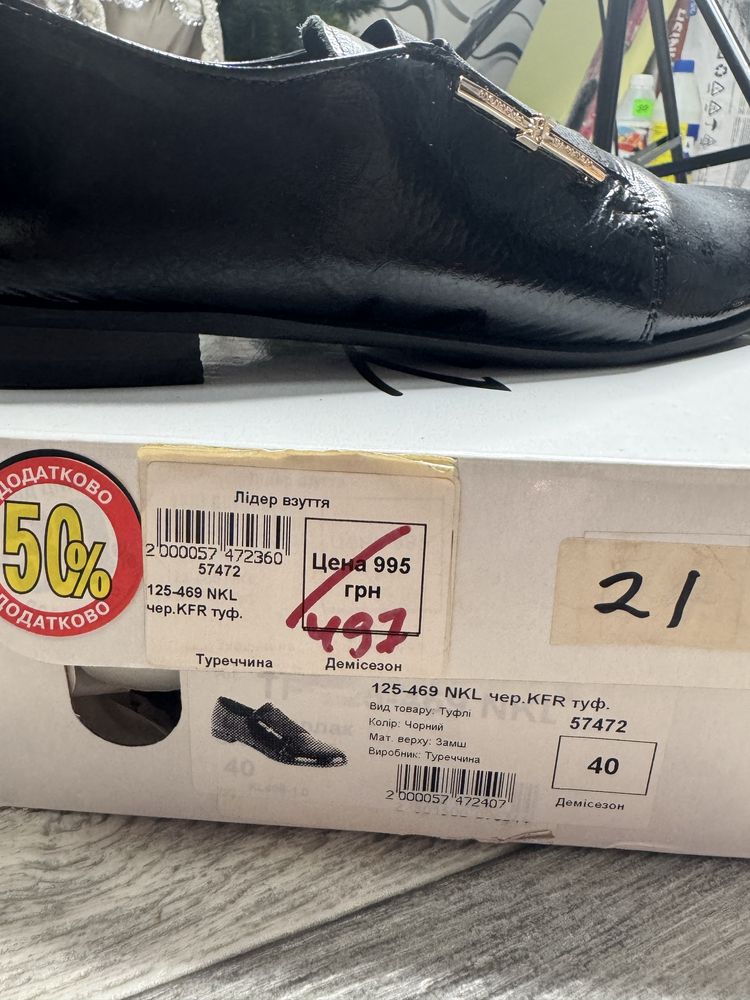 ДОДАТКОВО
50%
ДОДАТКОВО
Лідер взуття
2 000057 472360
57472
125-469 NKL
чер.KFR туф.
Цена 995
грн
497
Туреччина
Демісезон
21
125-469 NKL чер.KFR туф.
Вид товару: Туфлі
57472
Колір: Чорний
Мат. верху: Замш
Виробник: Туреччина
40
2 000057 472407
Демісезон
40